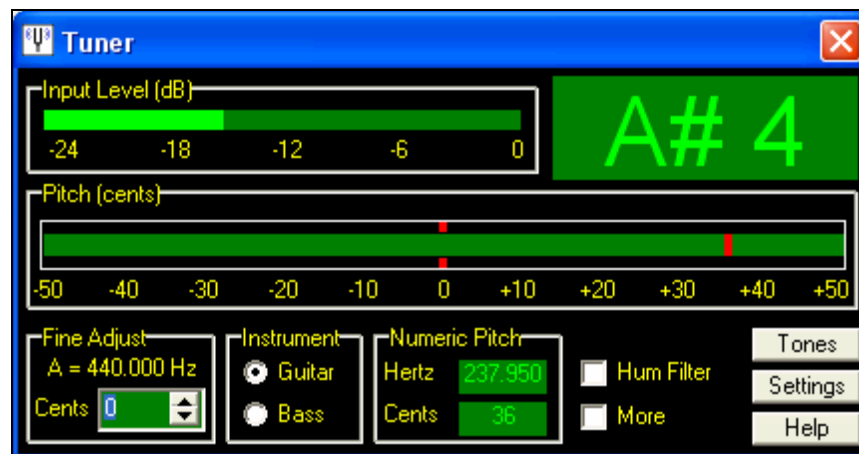 Tuner
Input Level (dB)
-24 -18 -12 -6 0
A# 4
Pitch (cents)
-50 -40 -30 -20 -10 0 +10 +20 +30 +40 +50
Fine Adjust
A = 440.000 Hz
Cents 0
Instrument
Guitar
Bass
Numeric Pitch
Hertz 237.950
Cents 36
Hum Filter
More
Tones
Settings
Help